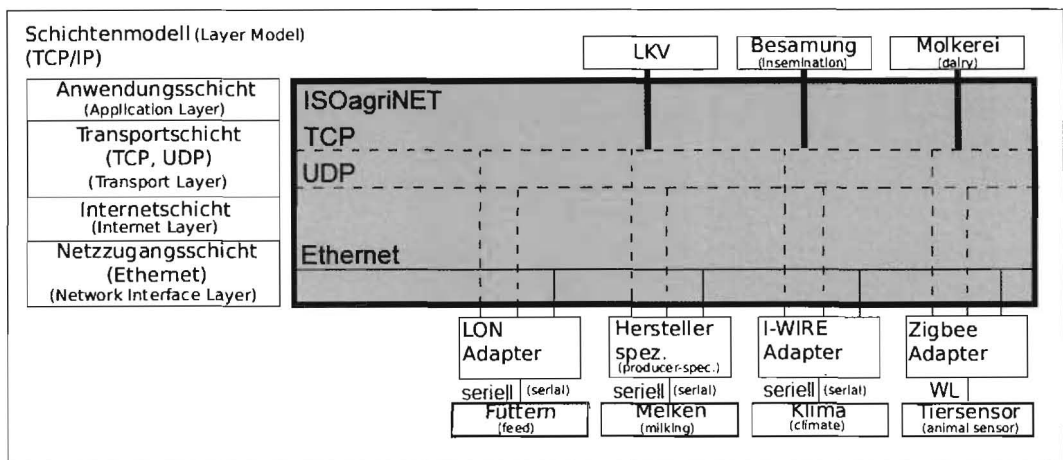 Schichtenmodell (Layer Model)
(TCP/IP)
LKV
Besamung
(insemination)
Molkerei
(dairy)
Anwendungsschicht
(Application Layer)
Transportschicht
(TCP, UDP)
(Transport Layer)
Internetschicht
(Internet Layer)
Netzzugangsschicht
(Ethernet)
(Network Interface Layer)
ISOagriNET
TCP
UDP
Ethernet
LON
Adapter
Hersteller
spez.
(producer-spec.)
I-WIRE
Adapter
Zigbee
Adapter
seriell (serial)
seriell (serial)
seriell (serial)
WL
Füttern
(feed)
Melken
(milking)
Klima
(climate)
Tiersensor
(animal sensor)